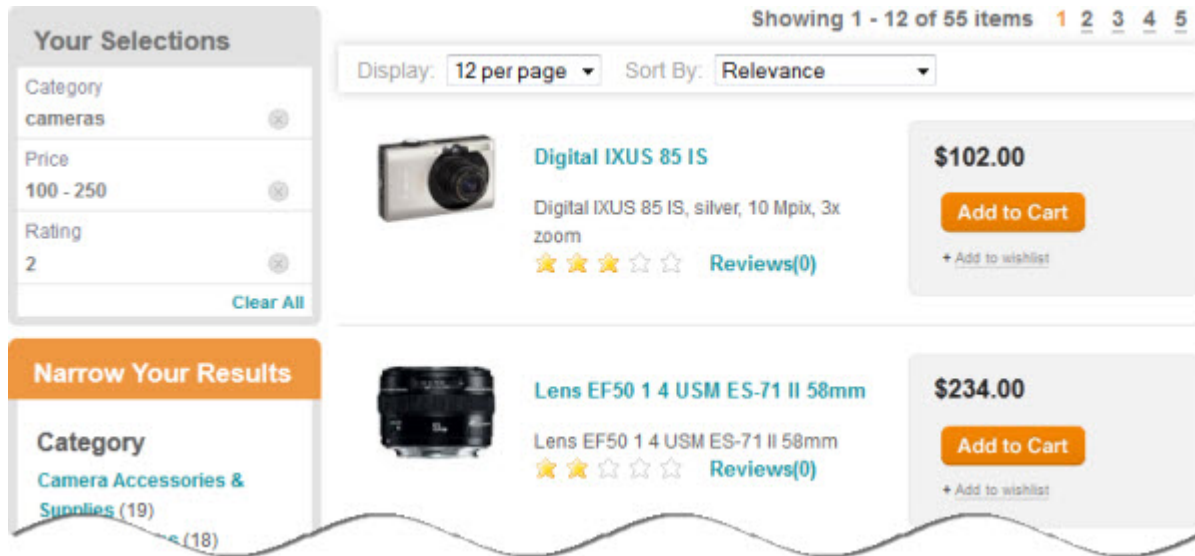 Showing 1 - 12 of 55 items 1 2 3 4 5
Your Selections
Category
cameras
Price
100 - 250
Rating
2
Clear All
Narrow Your Results
Category
Camera Accessories &
Supplies (19)
(18)
Display: 12 per page Sort By: Relevance
Digital IXUS 85 IS
Digital IXUS 85 IS, silver, 10 Mpix, 3x
zoom
Reviews(0)
$102.00
Add to Cart
+ Add to wishlist
Lens EF50 1 4 USM ES-71 II 58mm
Lens EF50 1 4 USM ES-71 II 58mm
Reviews(0)
$234.00
Add to Cart
+ Add to wishlist